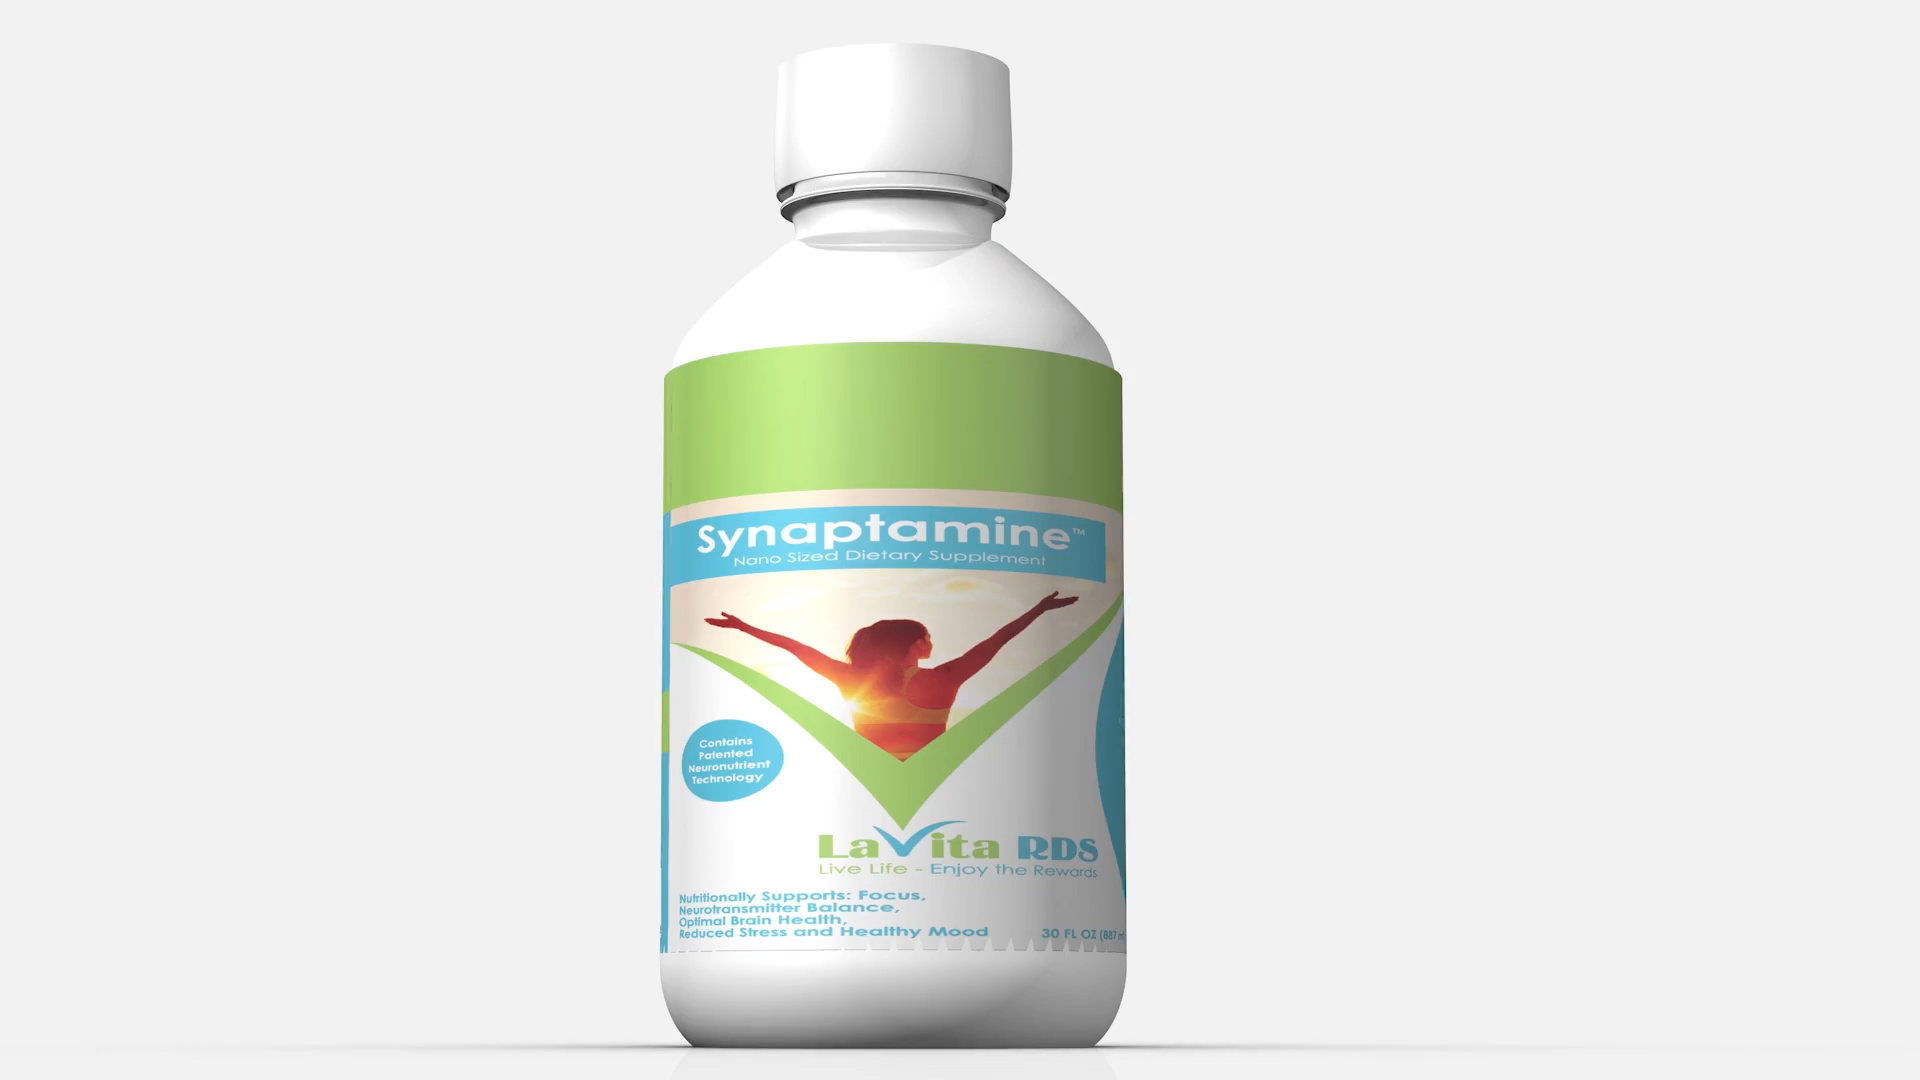 Synaptamine™
Nano Sized Dietary Supplement
Contains
Patented
Neuronutrient
Technology
LaVita RDS
Live Life - Enjoy the Rewards
Nutritionally Supports: Focus,
Neurotransmitter Balance,
Optimal Brain Health,
Reduced Stress and Healthy Mood
30 FL OZ (887 m